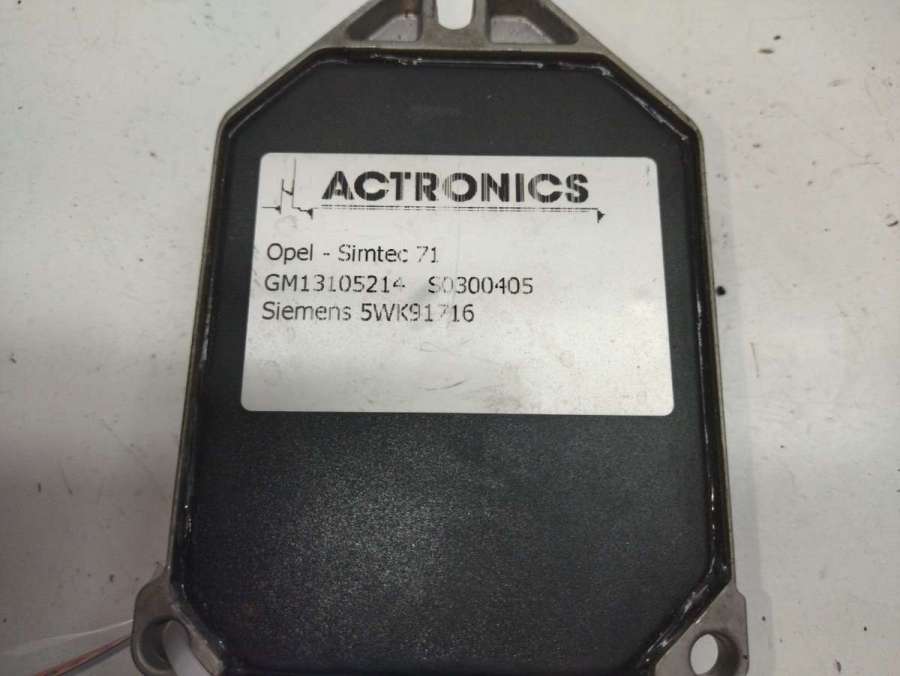 ACTRONICS
Opel - Simtec 71
GM13105214 S0300405
Siemens 5WK91716